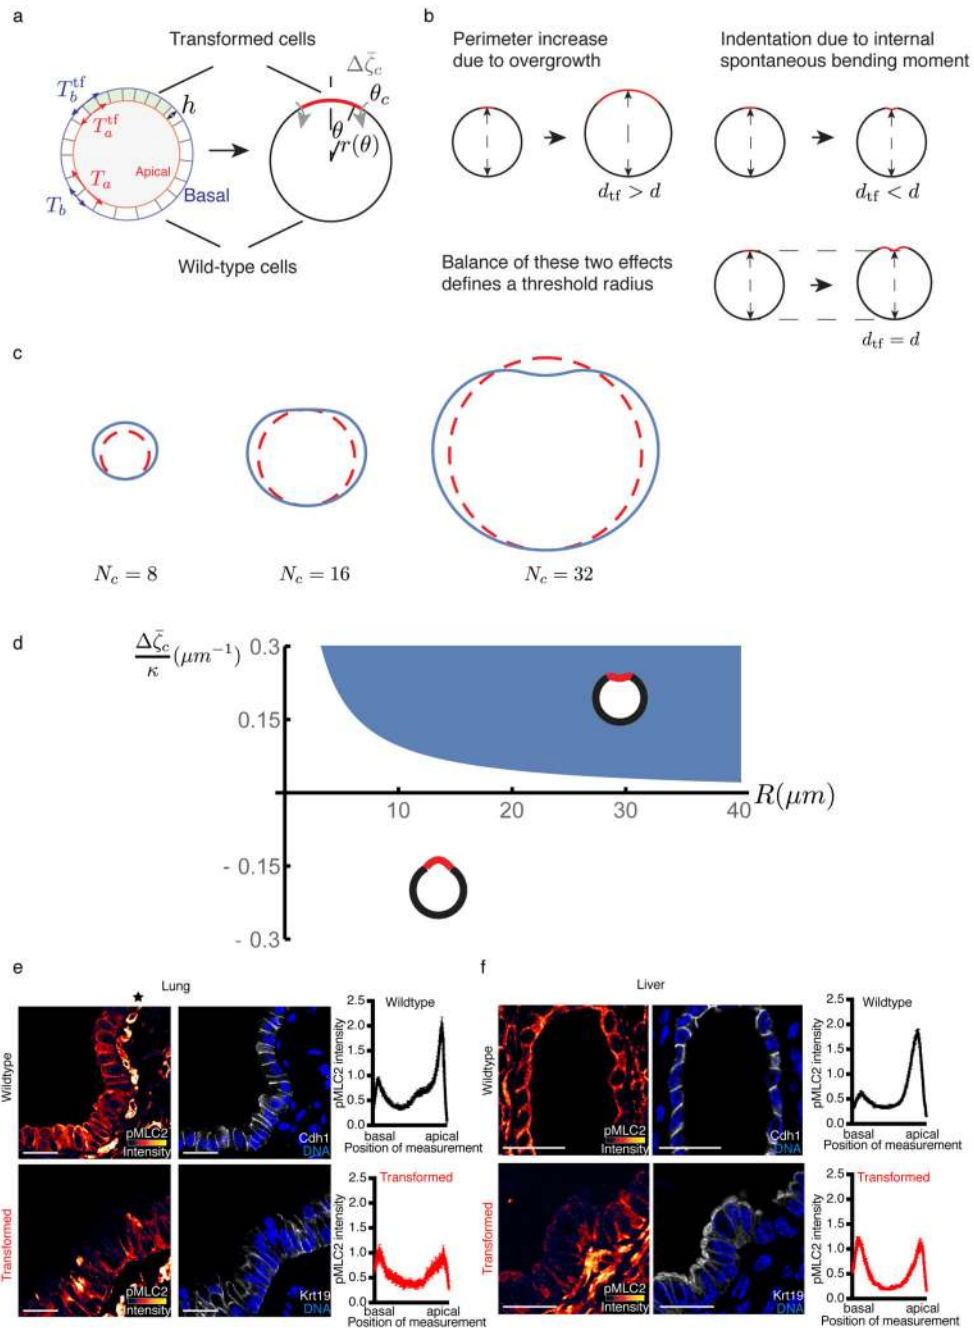 a
Transformed cells
T_b^tf
T_a^tf
h
T_a
T_b
Apical
Basal
Δζ̄_c
θ_c
θ
r(θ)
Wild-type cells
b
Perimeter increase
due to overgrowth
d_tf > d
Indentation due to internal
spontaneous bending moment
d_tf < d
Balance of these two effects
defines a threshold radius
d_tf = d
c
N_c = 8
N_c = 16
N_c = 32
d
Δζ̄_c/κ (μm⁻¹)
0.3
0.15
- 0.15
- 0.3
10
20
30
40
R(μm)
e
Lung
★
Wildtype
pMLC2
Intensity
Cdh1
DNA
Wildtype
pMLC2 intensity
2.5
2.0
1.5
1.0
0.5
0.0
basal
apical
Position of measurement
Transformed
pMLC2
Intensity
Krt19
DNA
Transformed
pMLC2 intensity
2.5
2.0
1.5
1.0
0.5
0.0
basal
apical
Position of measurement
f
Liver
Wildtype
pMLC2
Intensity
Cdh1
DNA
Wildtype
pMLC2 intensity
2.5
2.0
1.5
1.0
0.5
0.0
basal
apical
Position of measurement
Transformed
pMLC2
Intensity
Krt19
DNA
Transformed
pMLC2 intensity
2.5
2.0
1.5
1.0
0.5
0.0
basal
apical
Position of measurement